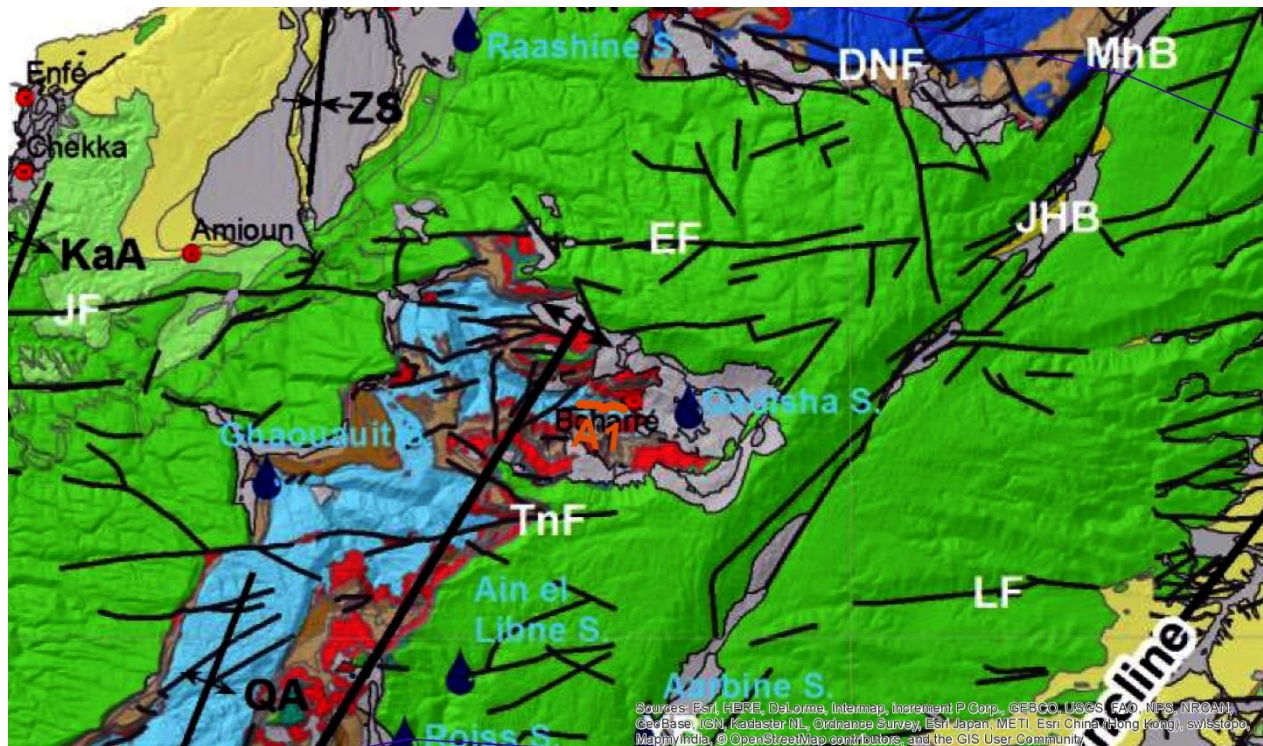 Raashine S.
DNF
MhB
Enfé
ZS
Chekka
JHB
Amioun
EF
KaA
JF
Bcharré
A1
TnF
Ain el
Libne S.
LF
QA
ncline
Sources: Esri, HERE, DeLorme, Intermap, increment P Corp., GEBCO, USGS, FAO, NPS, NRCAN,
GeoBase, IGN, Kadaster NL, Ordnance Survey, Esri Japan, METI, Esri China (Hong Kong), swisstopo,
MapmyIndia, © OpenStreetMap contributors, and the GIS User Community